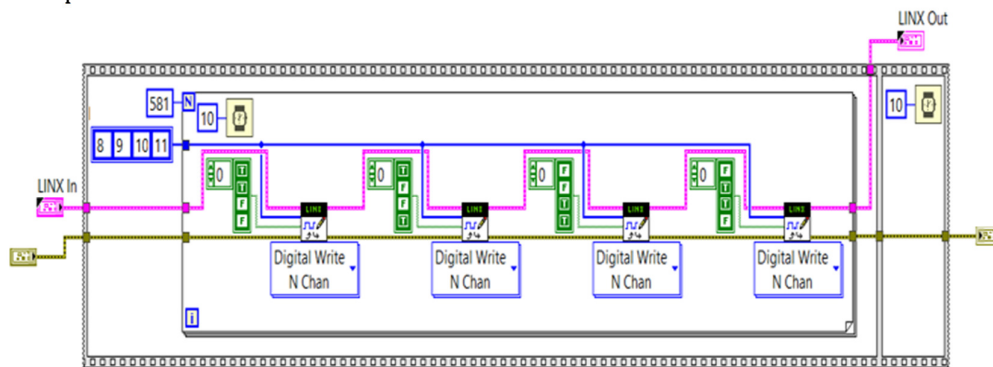 LINX Out
581 N
10
10
8 9 10 11
0 T T F F
0 T F F T
0 F F T T
0 F T T F
LINX In
LINX
LINX
LINX
LINX
Digital Write
N Chan
Digital Write
N Chan
Digital Write
N Chan
Digital Write
N Chan
i